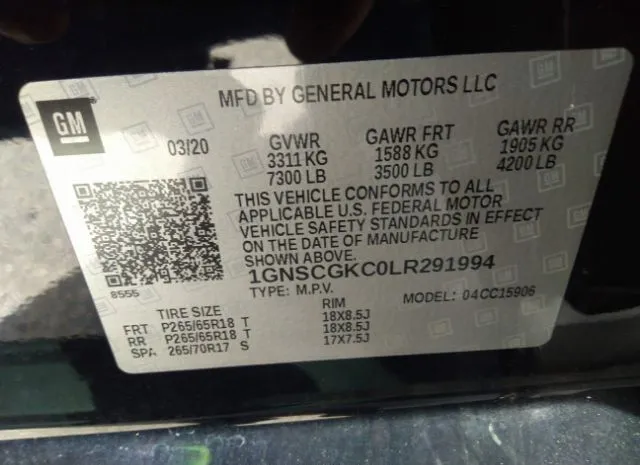 MFD BY GENERAL MOTORS LLC
GM
03/20
GVWR GAWR FRT GAWR RR
3311 KG 1588 KG 1905 KG
7300 LB 3500 LB 4200 LB
THIS VEHICLE CONFORMS TO ALL
APPLICABLE U.S. FEDERAL MOTOR
VEHICLE SAFETY STANDARDS IN EFFECT
ON THE DATE OF MANUFACTURE
SHOWN ABOVE.
1GNSCGKC0LR291994
8555
TYPE: M.P.V. MODEL: 04CC15906
TIRE SIZE RIM
FRT P265/65R18 T 18X8.5J
RR P265/65R18 T 18X8.5J
SPA 265/70R17 S 17X7.5J